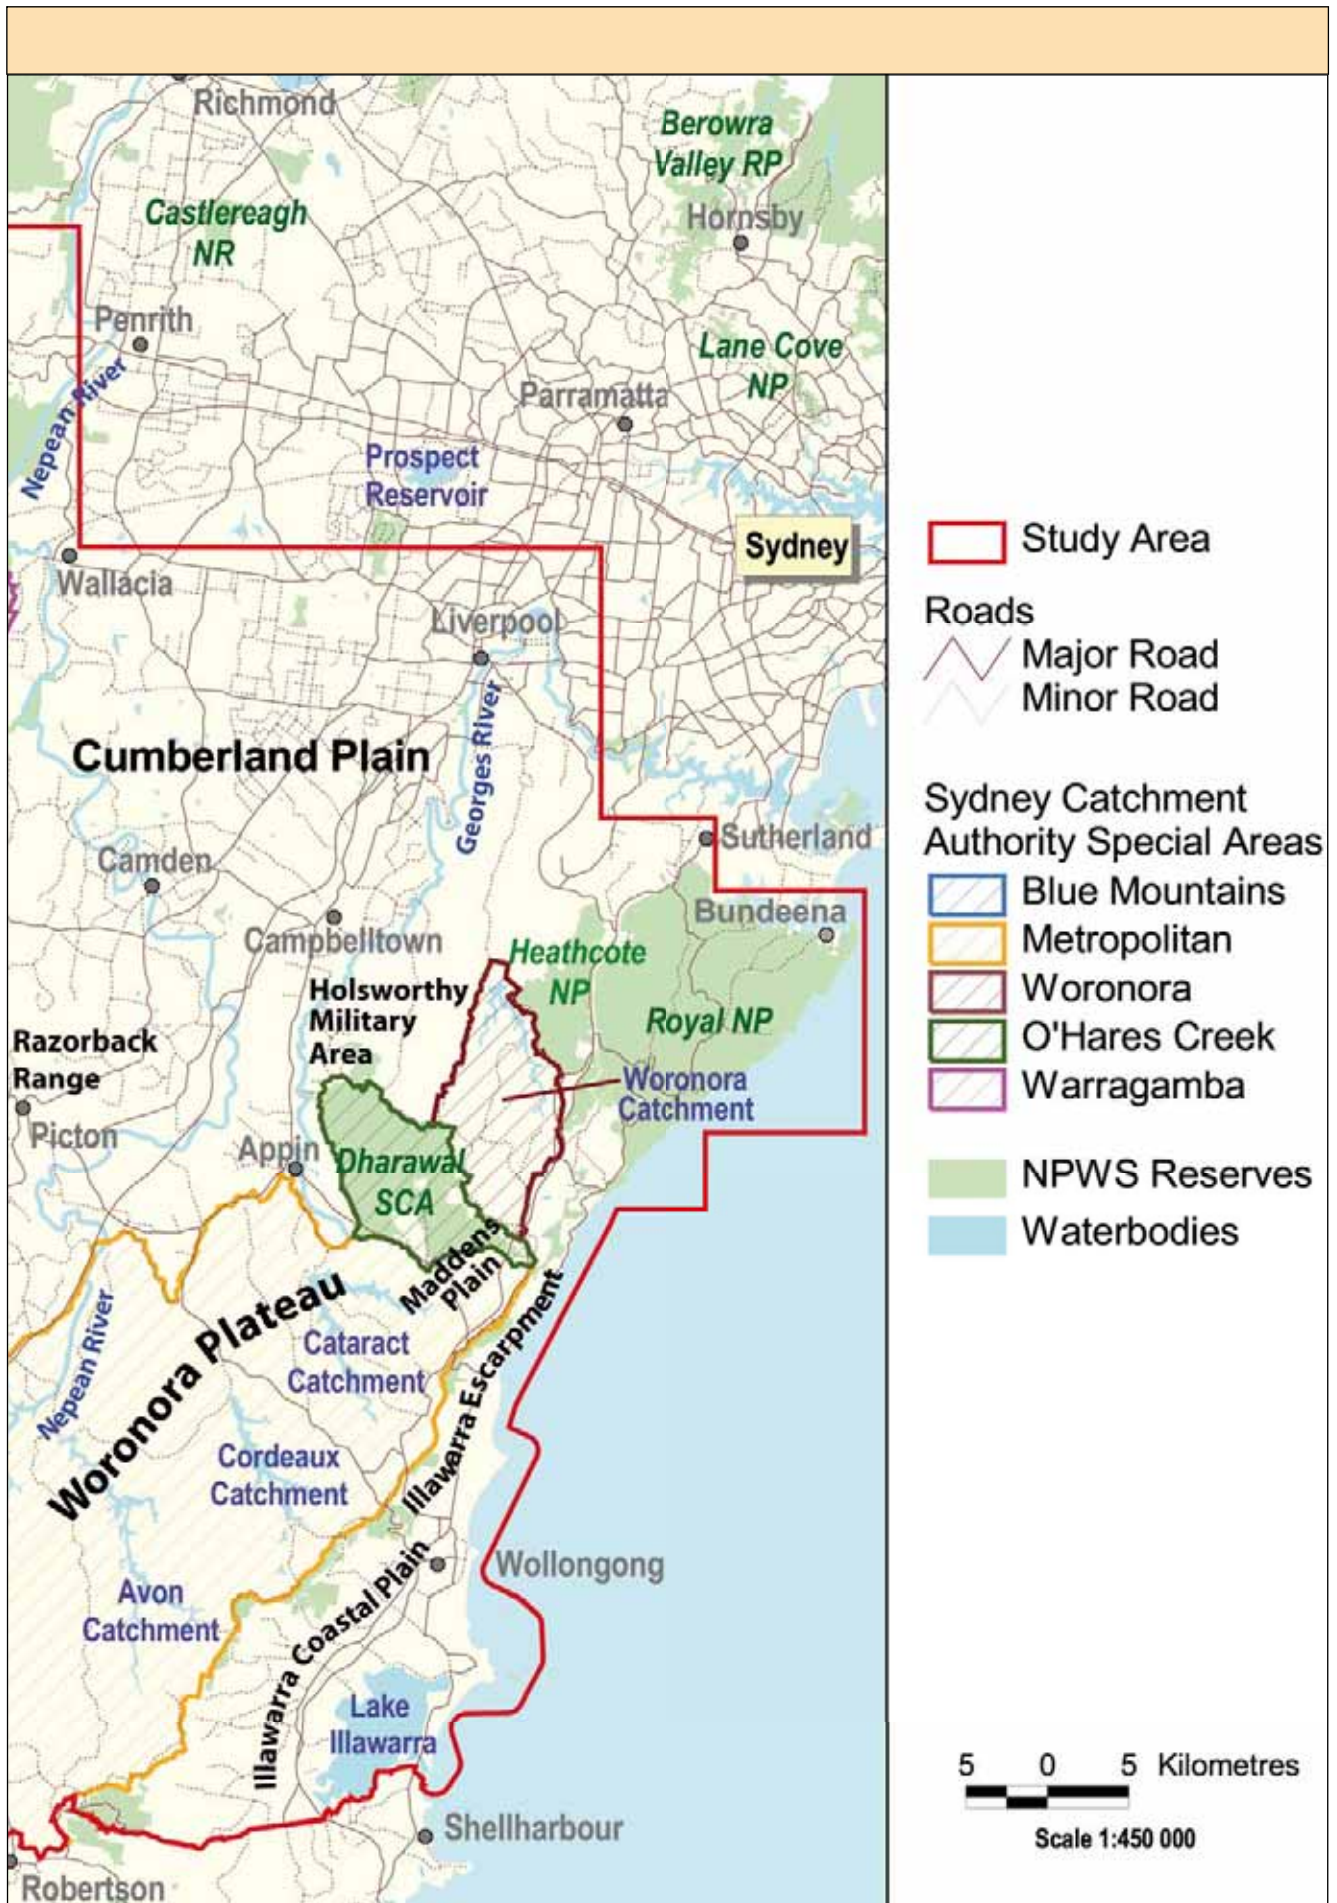 Richmond
Berowra
Valley RP
Hornsby
Castlereagh
NR
Penrith
Nepean River
Lane Cove
NP
Parramatta
Prospect
Reservoir
Sydney
Wallacia
Liverpool
Georges River
Cumberland Plain
Sutherland
Camden
Bundeena
Campbelltown
Heathcote
NP
Holsworthy
Military
Area
Royal NP
Razorback
Range
Woronora
Catchment
Picton
Appin
Dharawal
SCA
Maddens
Plain
Woronora Plateau
Nepean River
Cataract
Catchment
Illawarra Escarpment
Cordeaux
Catchment
Wollongong
Avon
Catchment
Illawarra Coastal Plain
Lake
Illawarra
Shellharbour
Robertson
Study Area
Roads
Major Road
Minor Road
Sydney Catchment
Authority Special Areas
Blue Mountains
Metropolitan
Woronora
O'Hares Creek
Warragamba
NPWS Reserves
Waterbodies
5 0 5 Kilometres
Scale 1:450 000